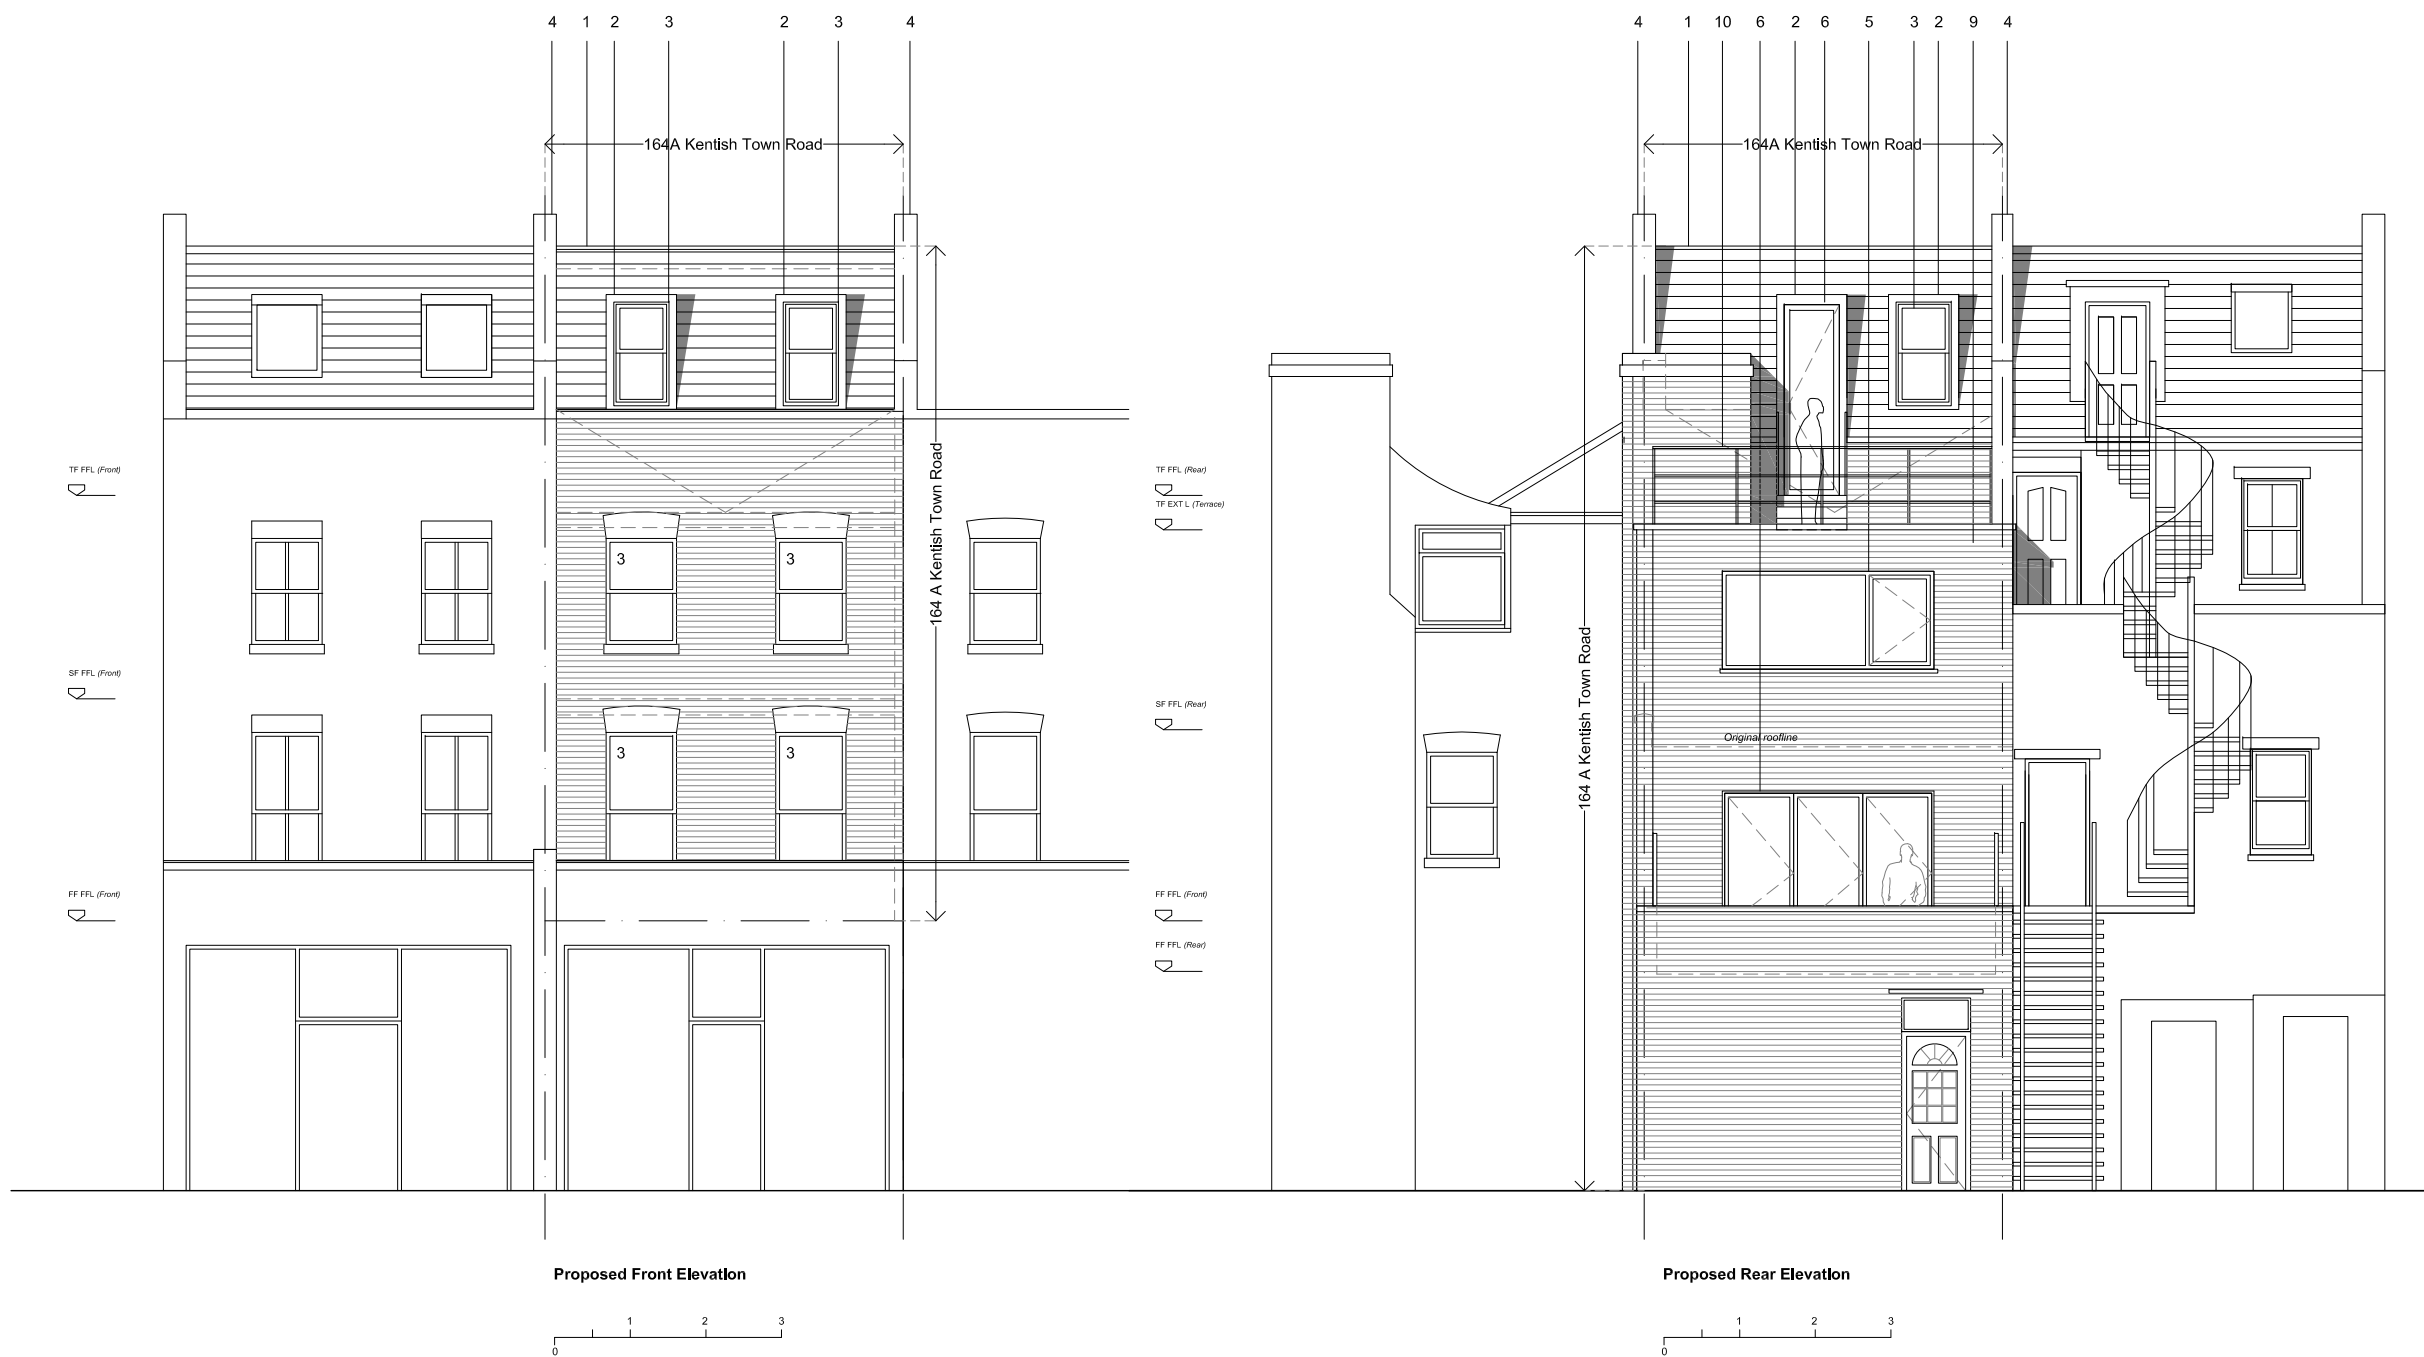 4 1 2 3 2 3 4
4 1 10 6 2 6 5 3 2 9 4
164A Kentish Town Road
164A Kentish Town Road
164 A Kentish Town Road
164 A Kentish Town Road
TF FFL (Front)
SF FFL (Front)
FF FFL (Front)
3 3
3 3
TF FFL (Rear)
TF EXT L (Terrace)
SF FFL (Rear)
FF FFL (Front)
FF FFL (Rear)
Original roofline
Proposed Front Elevation
0 1 2 3
Proposed Rear Elevation
0 1 2 3